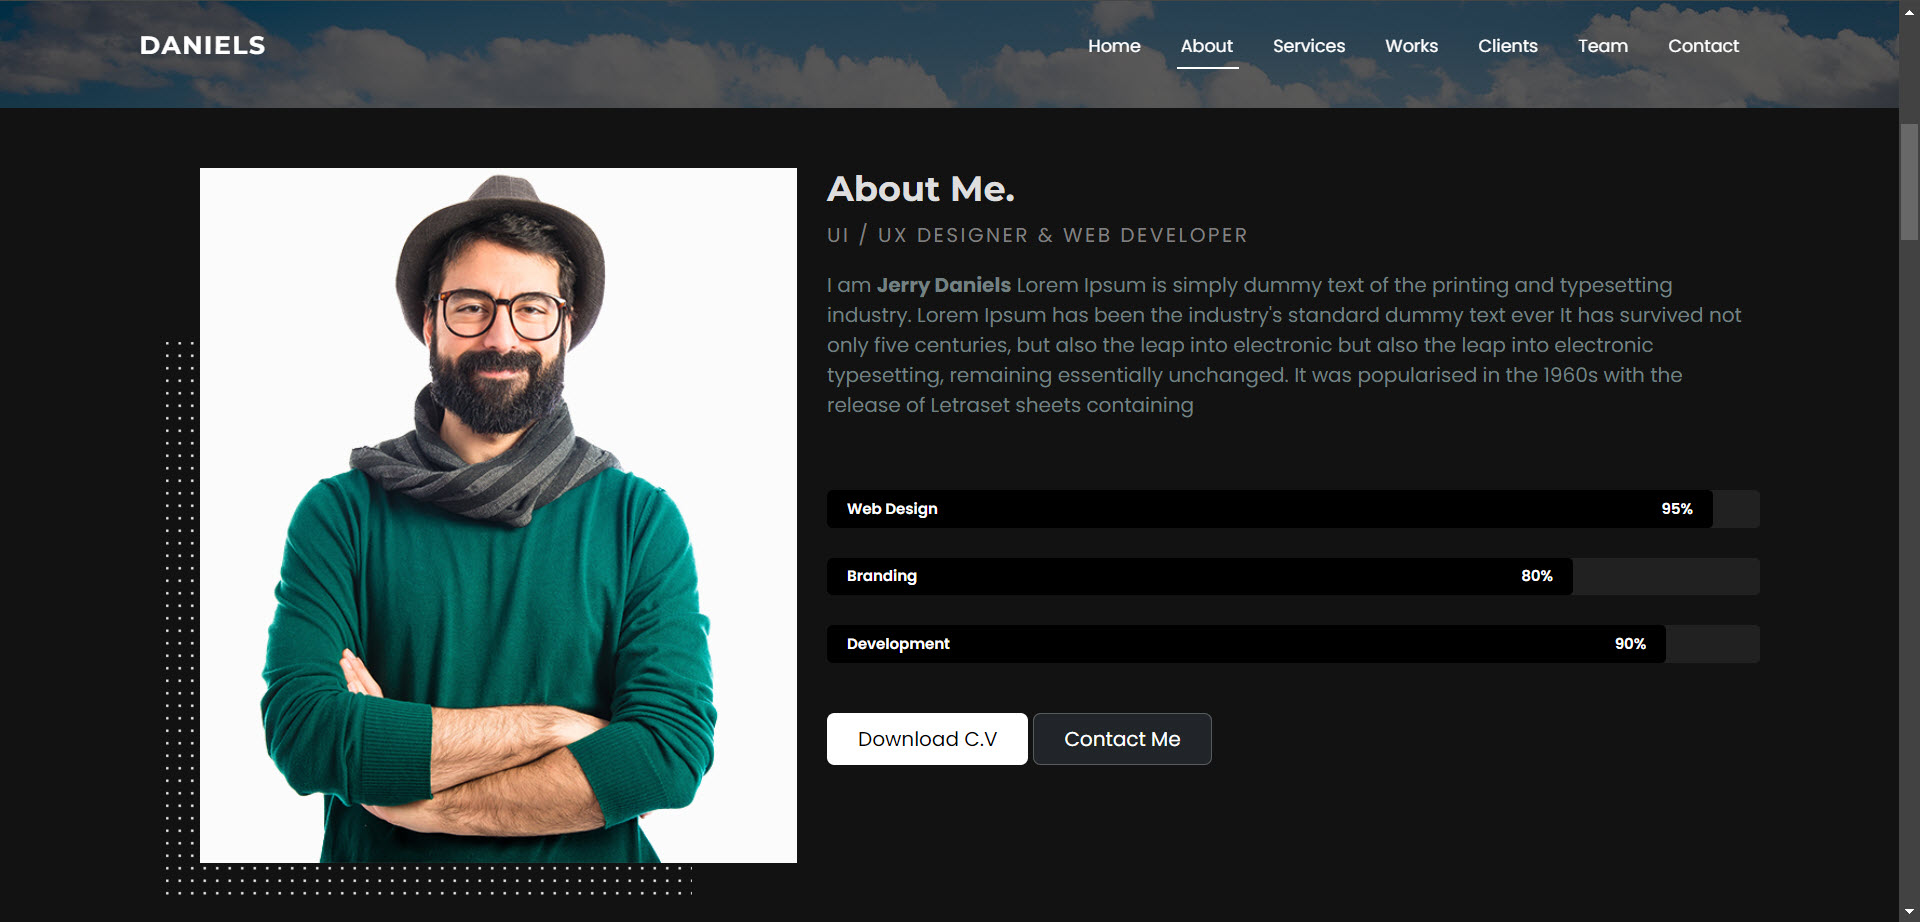 DANIELS
Home About Services Works Clients Team Contact
About Me.
UI / UX DESIGNER & WEB DEVELOPER
I am Jerry Daniels Lorem Ipsum is simply dummy text of the printing and typesetting
industry. Lorem Ipsum has been the industry's standard dummy text ever It has survived not
only five centuries, but also the leap into electronic but also the leap into electronic
typesetting, remaining essentially unchanged. It was popularised in the 1960s with the
release of Letraset sheets containing
Web Design 95%
Branding 80%
Development 90%
Download C.V Contact Me